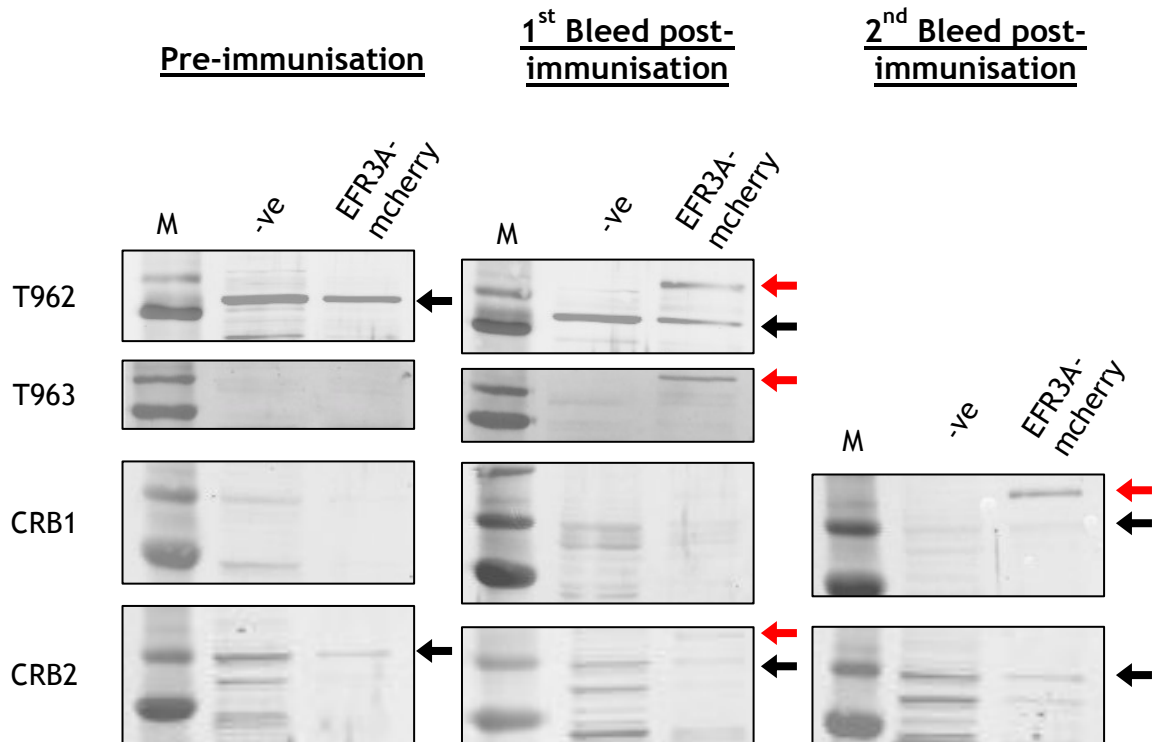 Pre-immunisation
1st Bleed post-
immunisation
2nd Bleed post-
immunisation
M
-ve
EFR3A-
mcherry
M
-ve
EFR3A-
mcherry
T962
T963
M
-ve
EFR3A-
mcherry
CRB1
CRB2